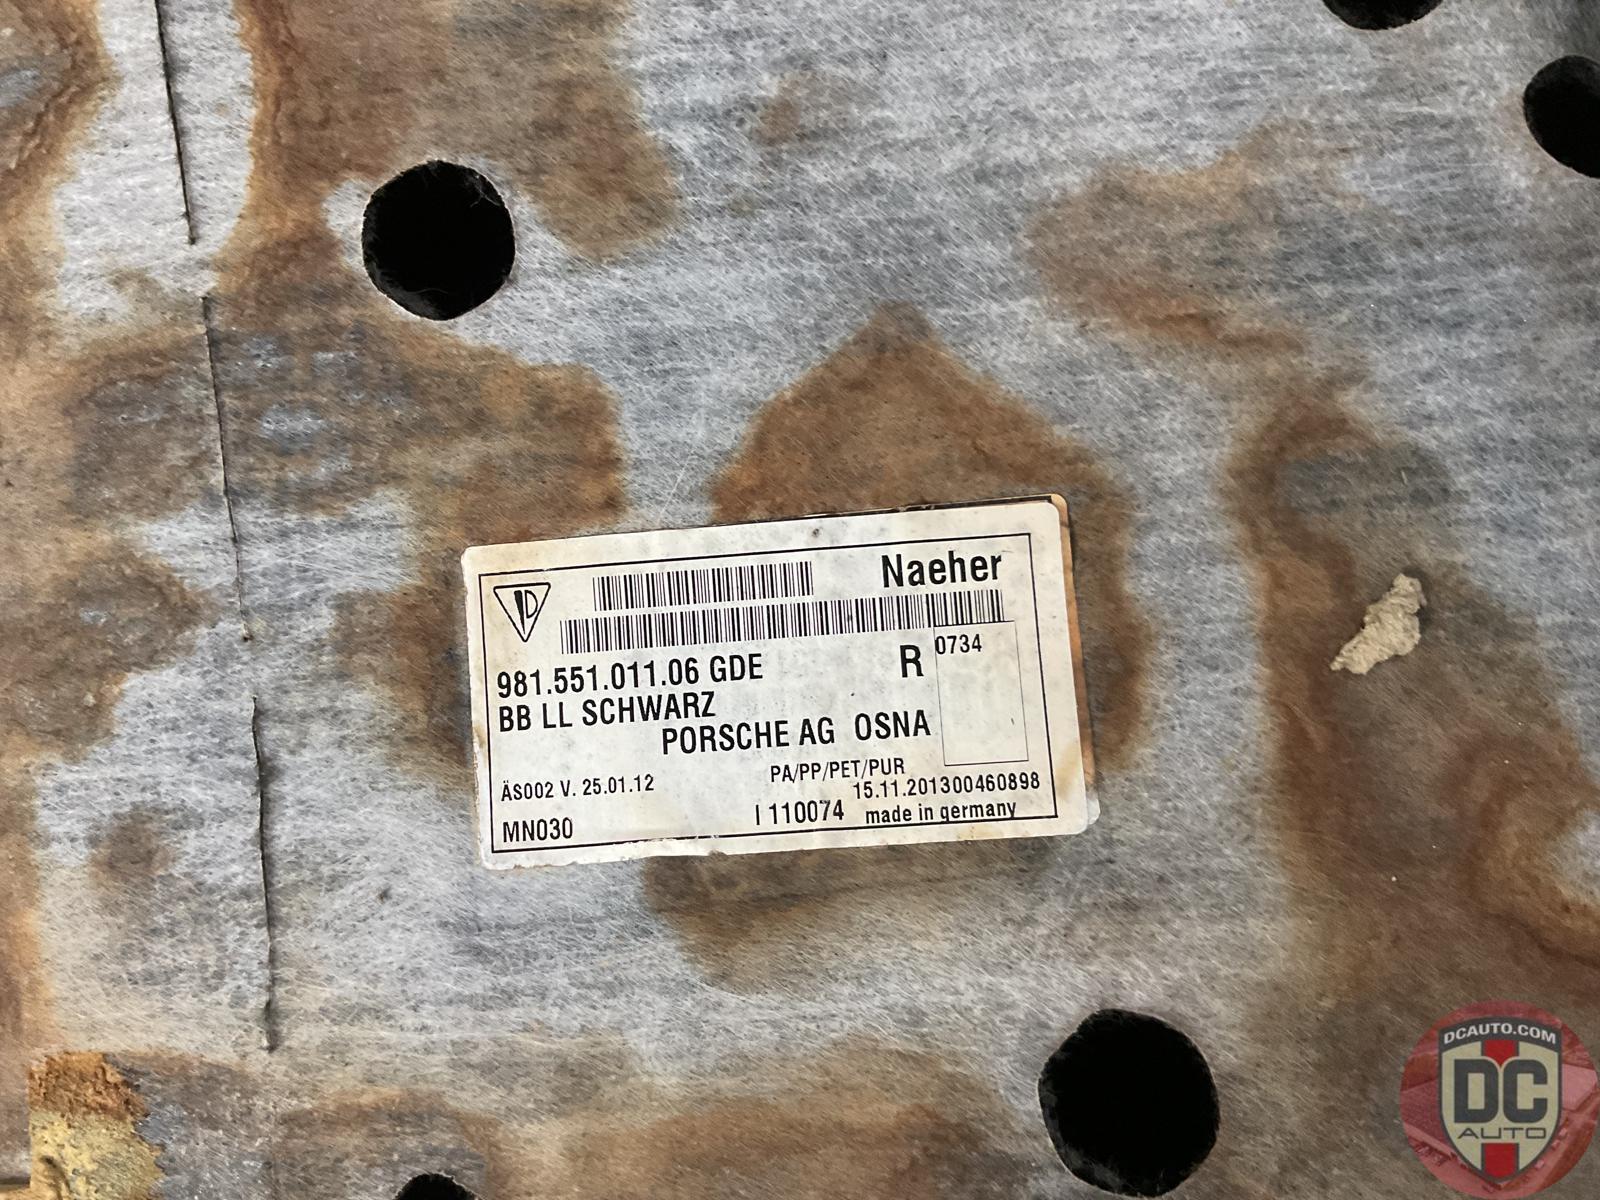 Naeher
981.551.011.06 GDE
R
0734
BB LL SCHWARZ
PORSCHE AG OSNA
PA/PP/PET/PUR
ÄS002 V. 25.01.12
15.11.201300460898
MN030
I 110074 made in germany
DCAUTO.COM
DC
AUTO